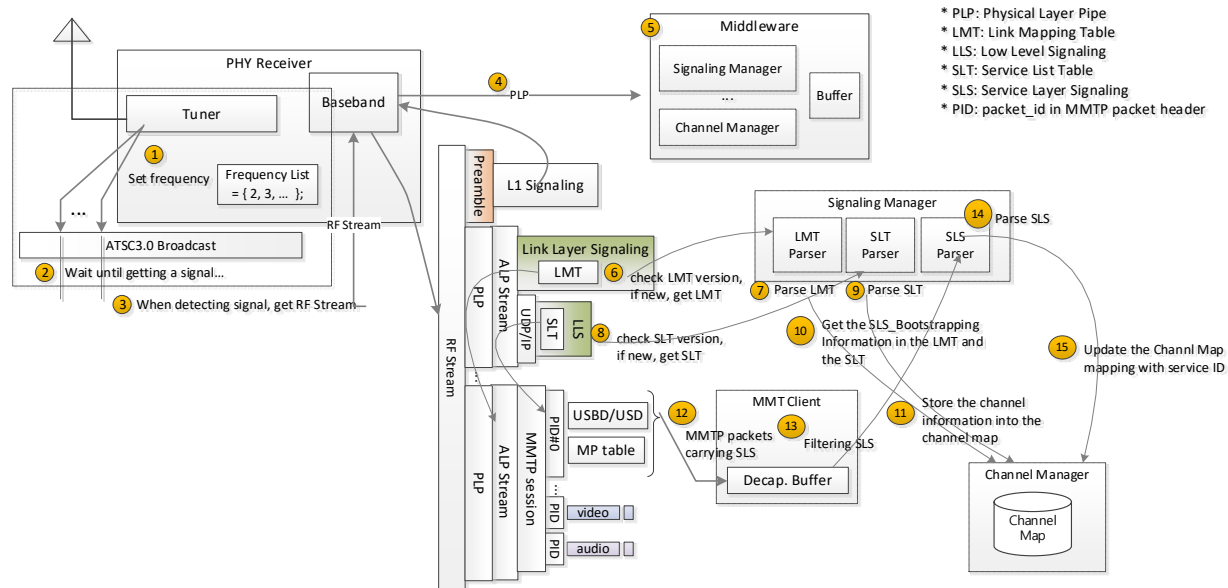 * PLP: Physical Layer Pipe
* LMT: Link Mapping Table
* LLS: Low Level Signaling
* SLT: Service List Table
* SLS: Service Layer Signaling
* PID: packet_id in MMTP packet header
PHY Receiver
Tuner
Baseband
1
Set frequency
Frequency List
= { 2, 3, ... };
...
ATSC3.0 Broadcast
2
Wait until getting a signal...
3
When detecting signal, get RF Stream
RF Stream
4
PLP
5
Middleware
Signaling Manager
...
Channel Manager
Buffer
RF Stream
Preamble
L1 Signaling
PLP
ALP Stream
Link Layer Signaling
LMT
6
check LMT version,
if new, get LMT
UDP/IP
SLT
LLS
8
check SLT version,
if new, get SLT
...
PLP
ALP Stream
MMTP session
PID#0
USBD/USD
MP table
...
PID
video
PID
audio
12
MMTP packets
carrying SLS
MMT Client
13
Filtering SLS
Decap. Buffer
Signaling Manager
LMT
Parser
SLT
Parser
SLS
Parser
14
Parse SLS
7
Parse LMT
9
Parse SLT
10
Get the SLS_Bootstrapping
Information in the LMT and
the SLT
11
Store the channel
information into the
channel map
15
Update the Channl Map
mapping with service ID
Channel Manager
Channel
Map